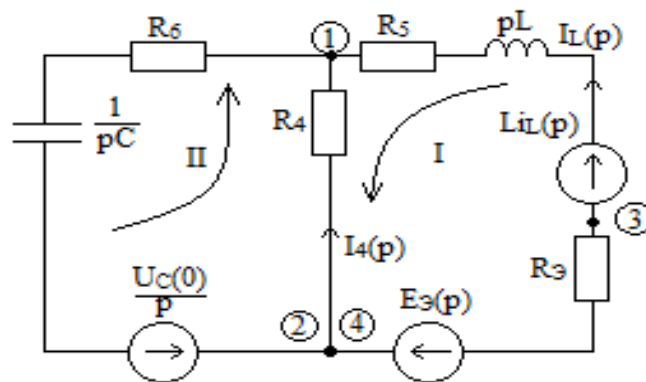 R6
1
R5
pL
IL(p)
1
pC
R4
LiL(p)
II
I
3
I4(p)
RЭ
UC(0)
p
2
4
EЭ(p)